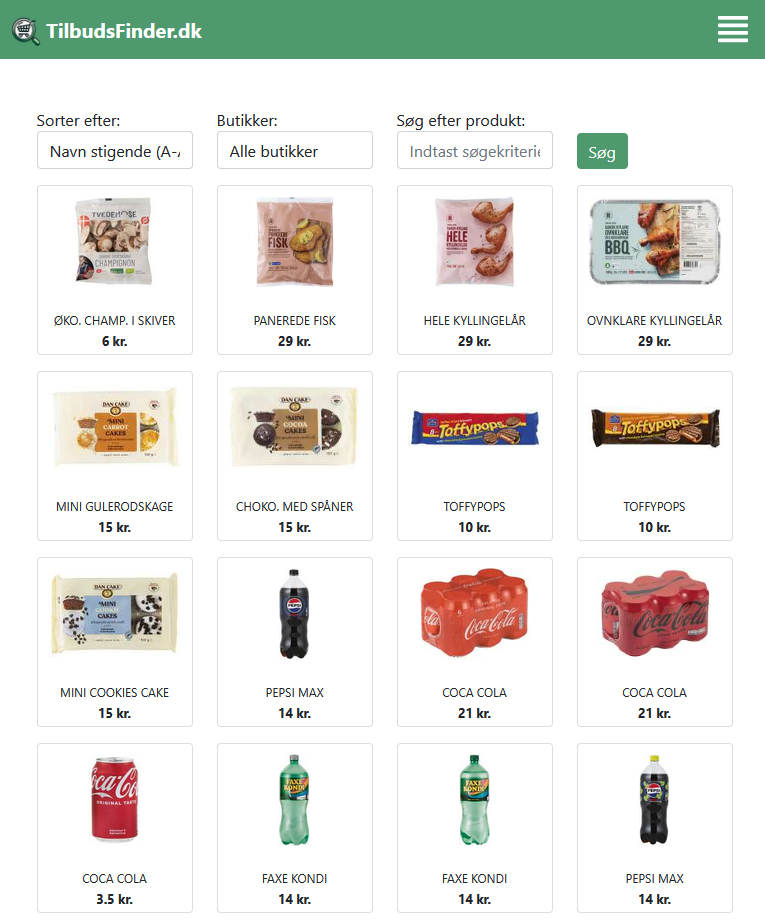 TilbudsFinder.dk
Sorter efter:
Butikker:
Søg efter produkt:
Navn stigende (A-
Alle butikker
Indtast søgekriterie
Søg
TVEDEMOSE
CHAMPIGNON
PANEREDE
FISK
HELE
KYLLINGELÅR
OVNKLARE
BBQ
ØKO. CHAMP. I SKIVER
6 kr.
PANEREDE FISK
29 kr.
HELE KYLLINGELÅR
29 kr.
OVNKLARE KYLLINGELÅR
29 kr.
DAN CAKE
MINI
CARROT
CAKES
DAN CAKE
MINI
COCOA
CAKES
Toffypops
Toffypops
MINI GULERODSKAGE
15 kr.
CHOKO. MED SPÅNER
15 kr.
TOFFYPOPS
10 kr.
TOFFYPOPS
10 kr.
DAN CAKE
MINI
COOKIE
CAKES
PEPSI
Coca-Cola
Coca-Cola
MINI COOKIES CAKE
15 kr.
PEPSI MAX
14 kr.
COCA COLA
21 kr.
COCA COLA
21 kr.
Coca-Co
ORIGINAL TASTE
FAXE
KONDI
FAXE
KONDI
PEPSI
COCA COLA
3.5 kr.
FAXE KONDI
14 kr.
FAXE KONDI
14 kr.
PEPSI MAX
14 kr.